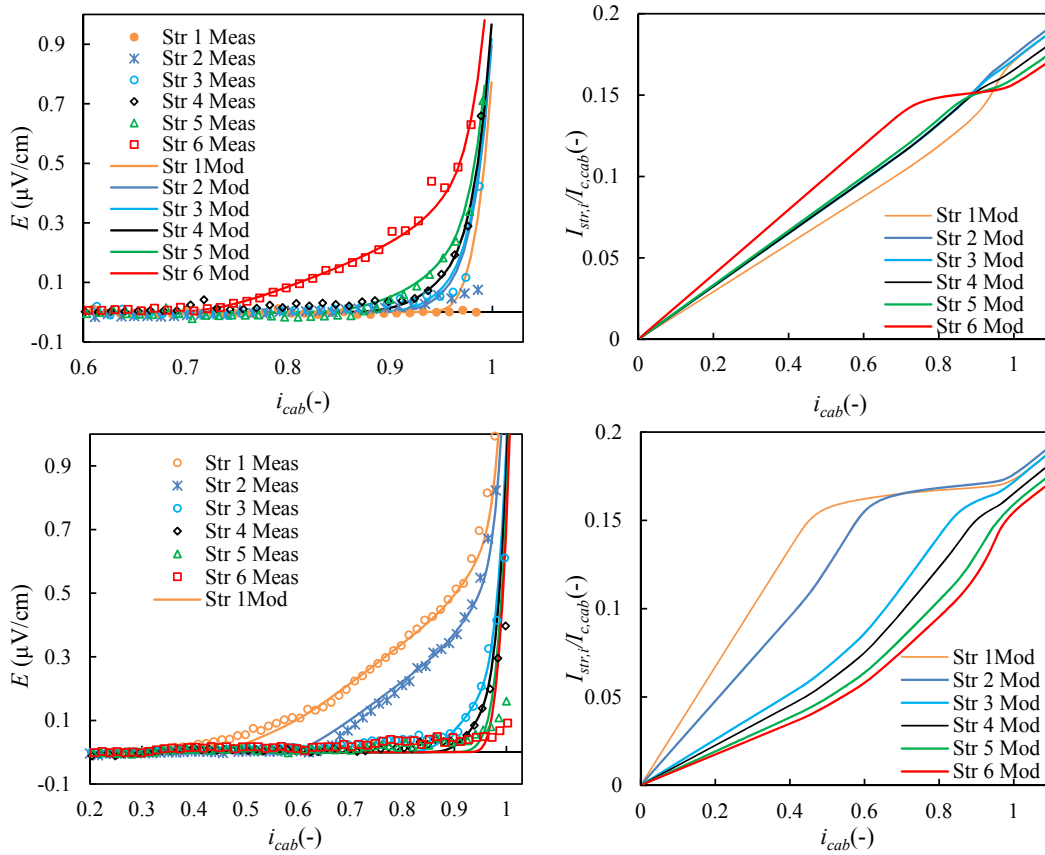 E (μV/cm)
0.9
0.7
0.5
0.3
0.1
-0.1
Str 1 Meas
Str 2 Meas
Str 3 Meas
Str 4 Meas
Str 5 Meas
Str 6 Meas
Str 1Mod
Str 2 Mod
Str 3 Mod
Str 4 Mod
Str 5 Mod
Str 6 Mod
0.6 0.7 0.8 0.9 1
i_cab(-)
I_str,i/I_c,cab(-)
0.2
0.15
0.1
0.05
0
Str 1Mod
Str 2 Mod
Str 3 Mod
Str 4 Mod
Str 5 Mod
Str 6 Mod
0 0.2 0.4 0.6 0.8 1
i_cab(-)
E (μV/cm)
0.9
0.7
0.5
0.3
0.1
-0.1
Str 1 Meas
Str 2 Meas
Str 3 Meas
Str 4 Meas
Str 5 Meas
Str 6 Meas
Str 1Mod
0.2 0.3 0.4 0.5 0.6 0.7 0.8 0.9 1
i_cab(-)
I_str,i/I_c,cab(-)
0.2
0.15
0.1
0.05
0
Str 1Mod
Str 2 Mod
Str 3 Mod
Str 4 Mod
Str 5 Mod
Str 6 Mod
0 0.2 0.4 0.6 0.8 1
i_cab(-)